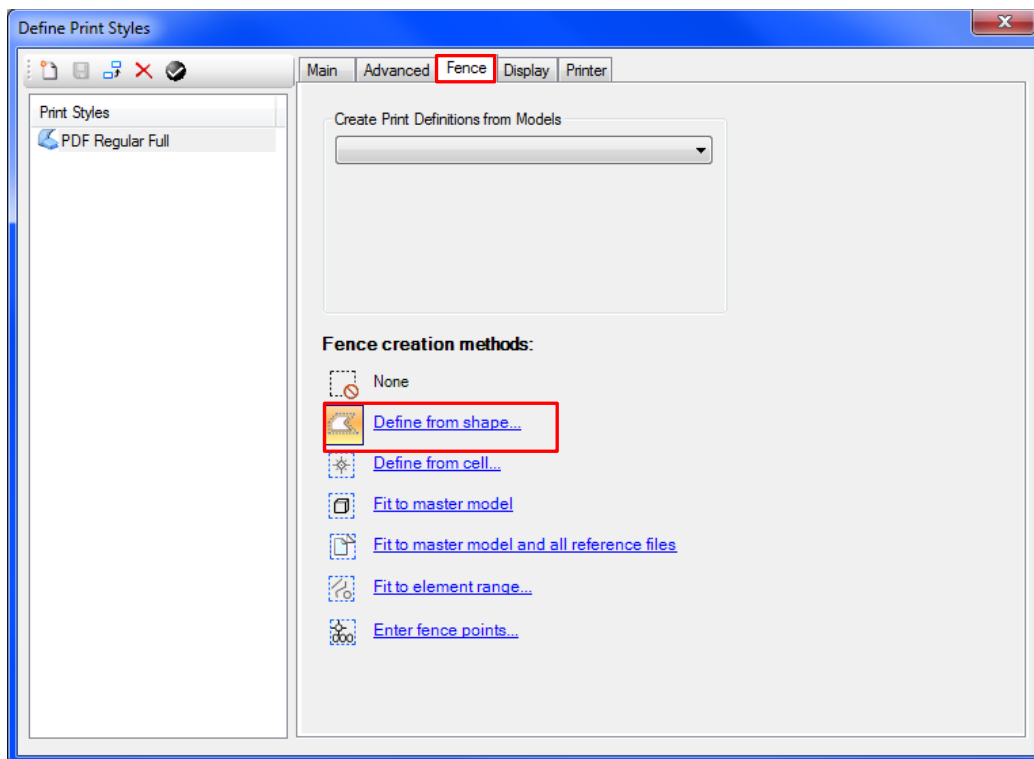 Define Print Styles
Main Advanced Fence Display Printer
Print Styles
PDF Regular Full
Create Print Definitions from Models
Fence creation methods:
None
Define from shape...
Define from cell...
Fit to master model
Fit to master model and all reference files
Fit to element range...
Enter fence points...